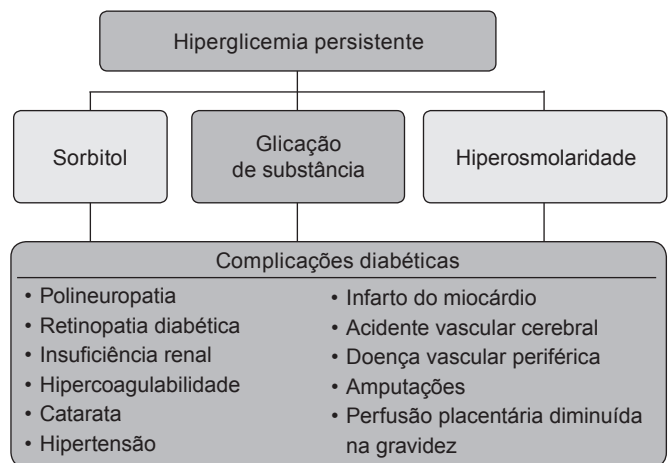 Hiperglicemia persistente
Sorbitol
Glicação
de substância
Hiperosmolaridade
Complicações diabéticas
• Polineuropatia
• Retinopatia diabética
• Insuficiência renal
• Hipercoagulabilidade
• Catarata
• Hipertensão
• Infarto do miocárdio
• Acidente vascular cerebral
• Doença vascular periférica
• Amputações
• Perfusão placentária diminuída
na gravidez